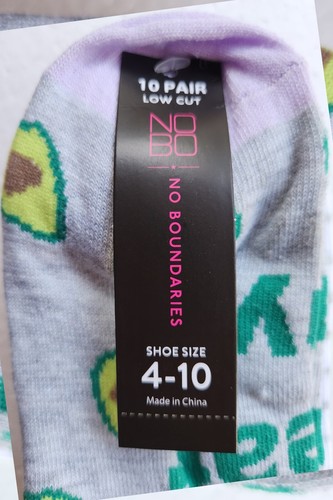 10 PAIR
LOW CUT
NO
BO
NO BOUNDARIES
SHOE SIZE
4-10
Made in China